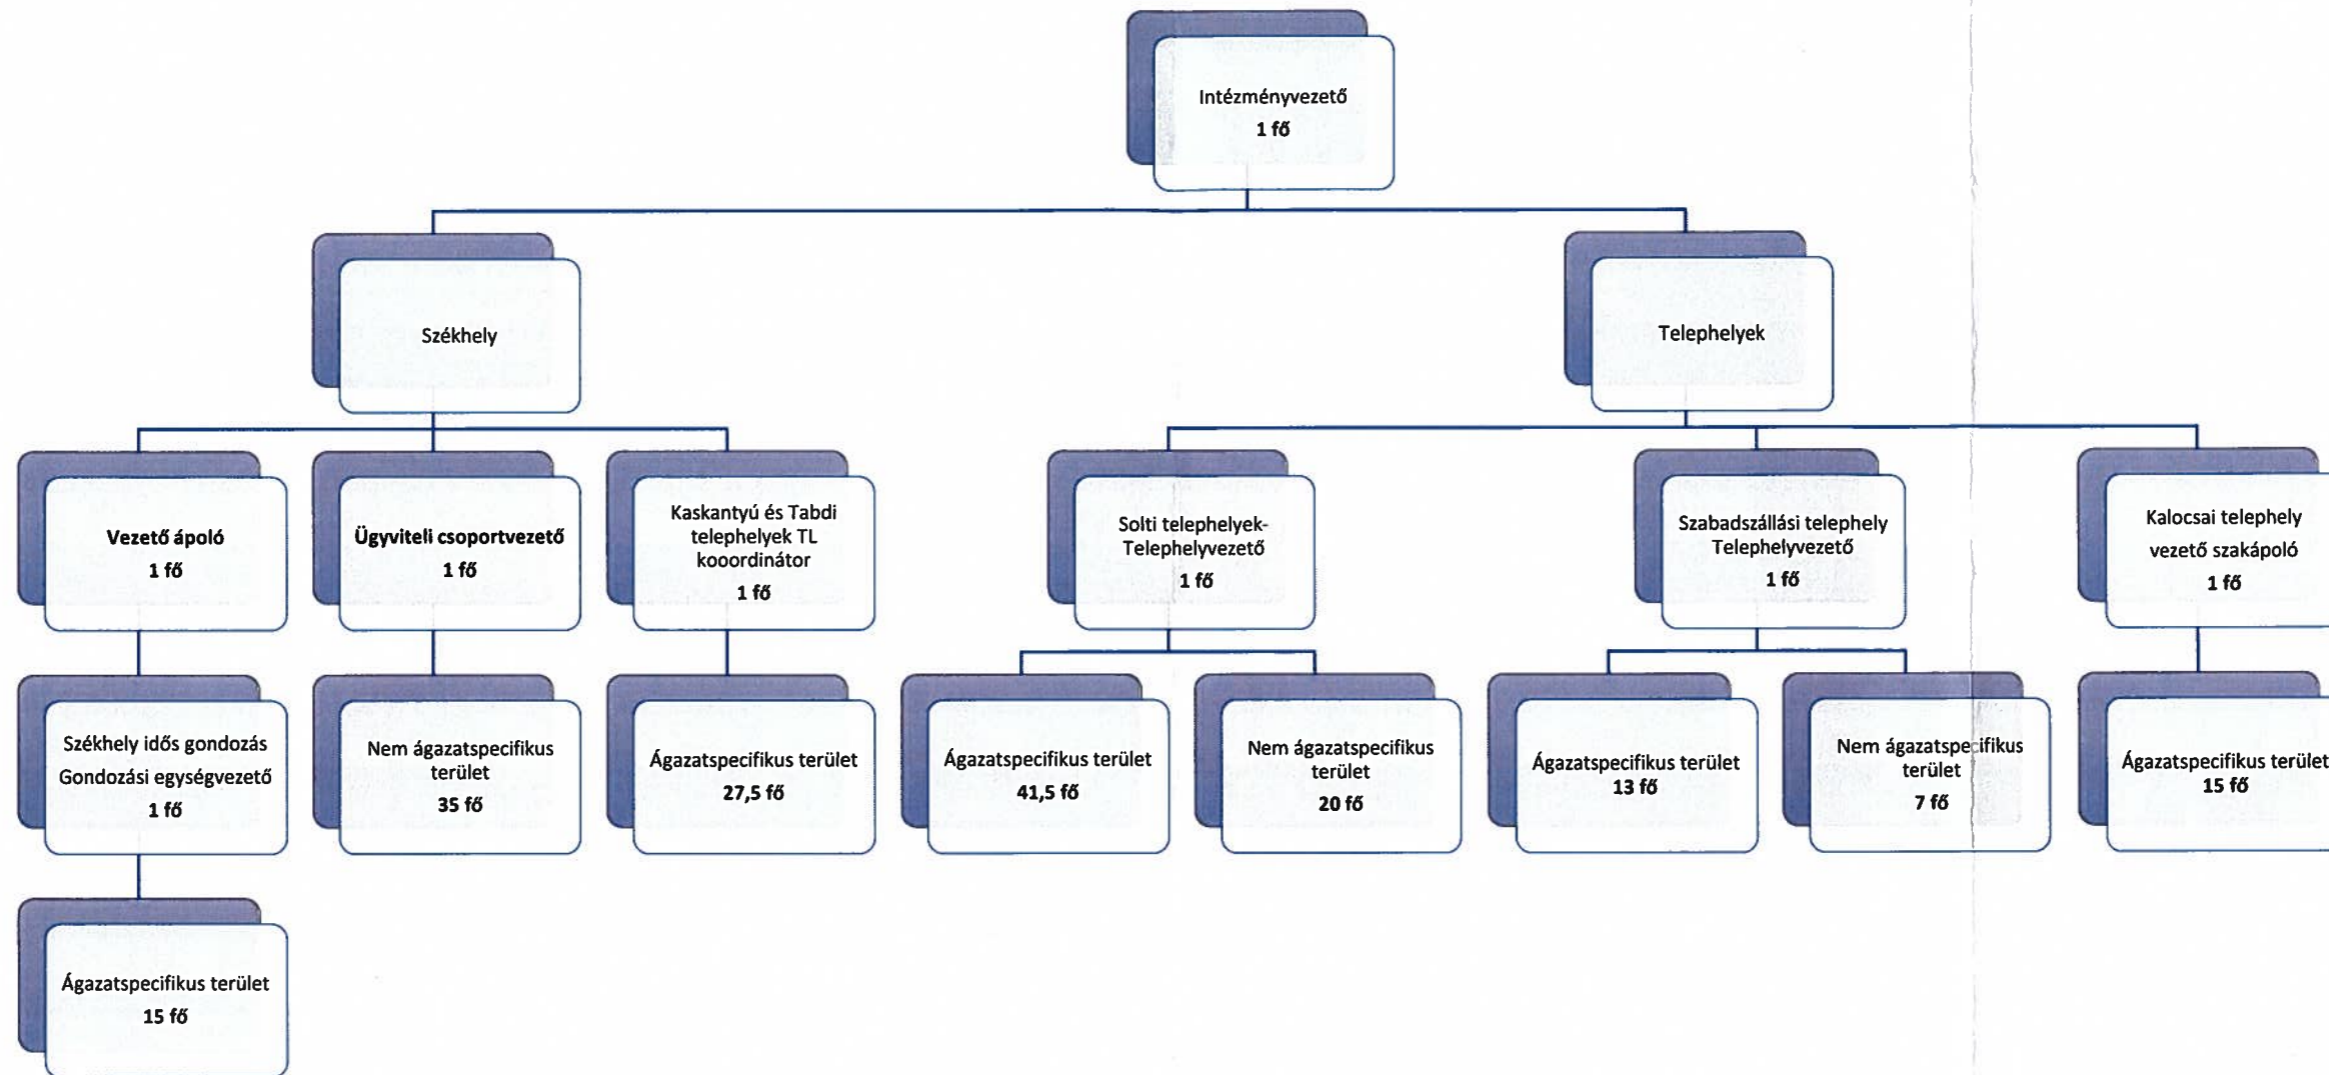 Intézményvezető
1 fő
Székhely
Telephelyek
Vezető ápoló
1 fő
Ügyviteli csoportvezető
1 fő
Kaskantyú és Tabdi
telephelyek TL
kooordinátor
1 fő
Solti telephelyek-
Telephelyvezető
1 fő
Szabadszállási telephely
Telephelyvezető
1 fő
Kalocsai telephely
vezető szakápoló
1 fő
Székhely idős gondozás
Gondozási egységvezető
1 fő
Nem ágazatspecifikus
terület
35 fő
Ágazatspecifikus terület
27,5 fő
Ágazatspecifikus terület
41,5 fő
Nem ágazatspecifikus
terület
20 fő
Ágazatspecifikus terület
13 fő
Nem ágazatspecifikus
terület
7 fő
Ágazatspecifikus terület
15 fő
Ágazatspecifikus terület
15 fő